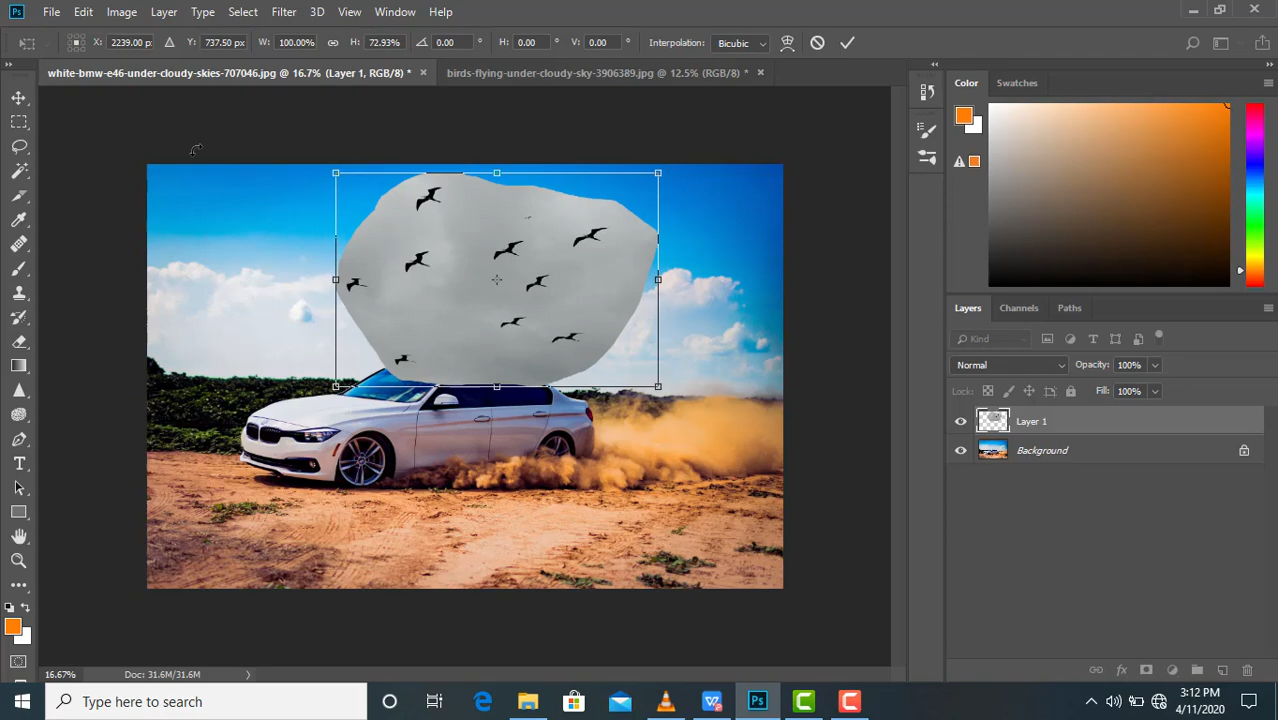 Ps File Edit Image Layer Type Select Filter 3D View Window Help
X: 2239.00 px Y: 737.50 px W: 100.00% H: 72.93% 0.00 ° H: 0.00 ° V: 0.00 ° Interpolation: Bicubic
white-bmw-e46-under-cloudy-skies-707046.jpg @ 16.7% (Layer 1, RGB/8) * × birds-flying-under-cloudy-sky-3906389.jpg @ 12.5% (RGB/8) * ×
Color Swatches
Layers Channels Paths
Kind
Normal Opacity: 100%
Lock: Fill: 100%
Layer 1
Background
16.67% Doc: 31.6M/31.6M
Type here to search
Ps
3:12 PM
4/11/2020